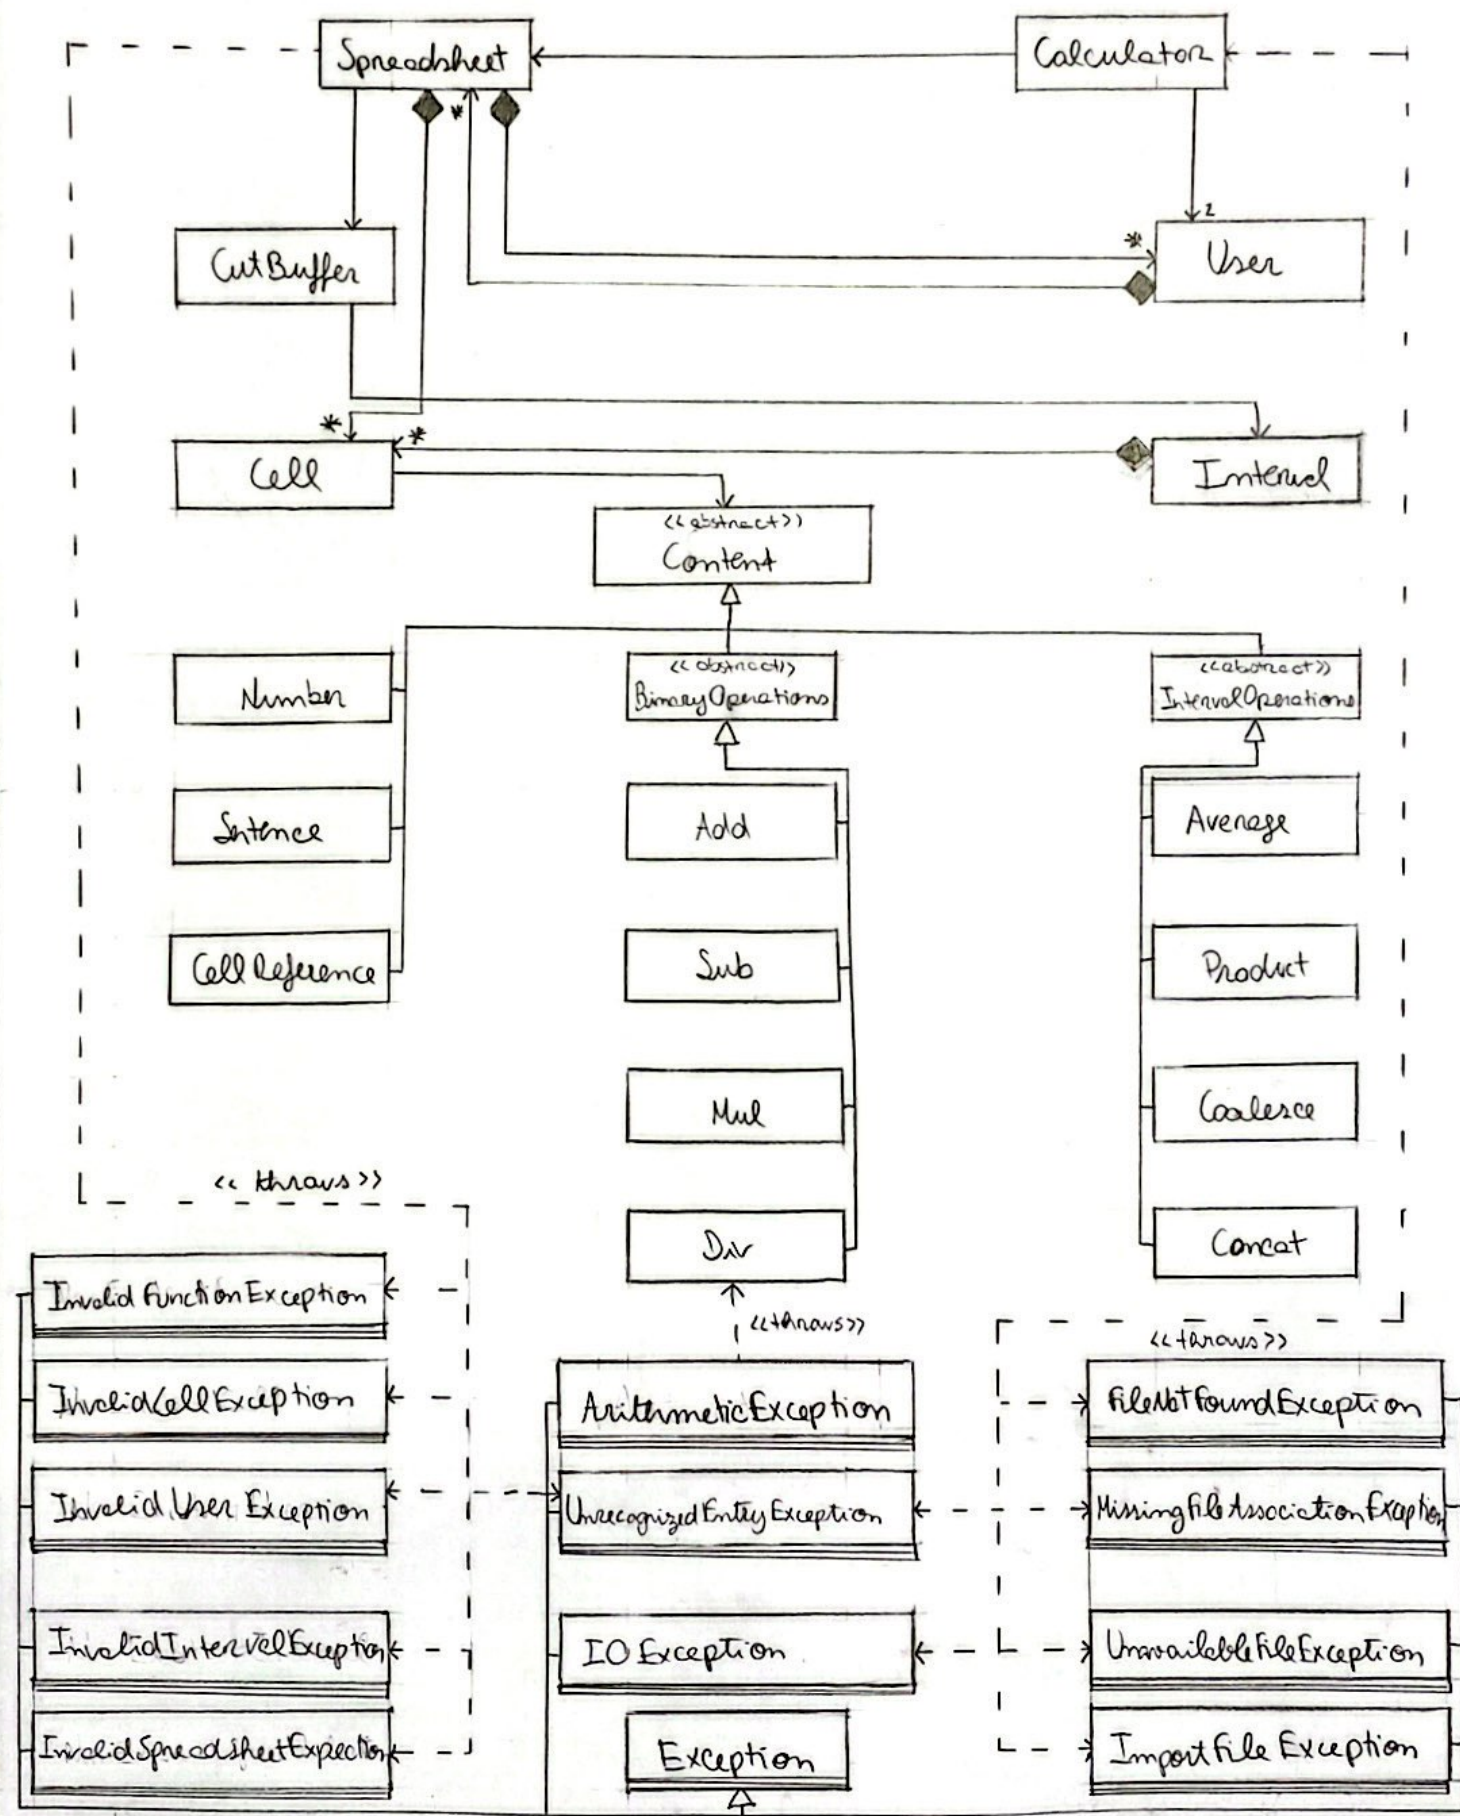 Spreadsheet
Calculator
*
2
CutBuffer
*
User
*
*
Cell
Interval
<<abstract>>
Content
Number
<<abstract>>
BinaryOperations
<<abstract>>
IntervalOperations
Sentence
Add
Average
CellReference
Sub
Product
Mul
Coalesce
<< throws >>
Div
Concat
InvalidFunctionException
<<throws>>
<<throws>>
InvalidCellException
ArithmeticException
FileNotFoundException
InvalidUserException
UnrecognizedEntryException
MissingFileAssociationException
InvalidIntervalException
IOException
UnavailableFileException
InvalidSpreadsheetExpection
Exception
ImportFileException